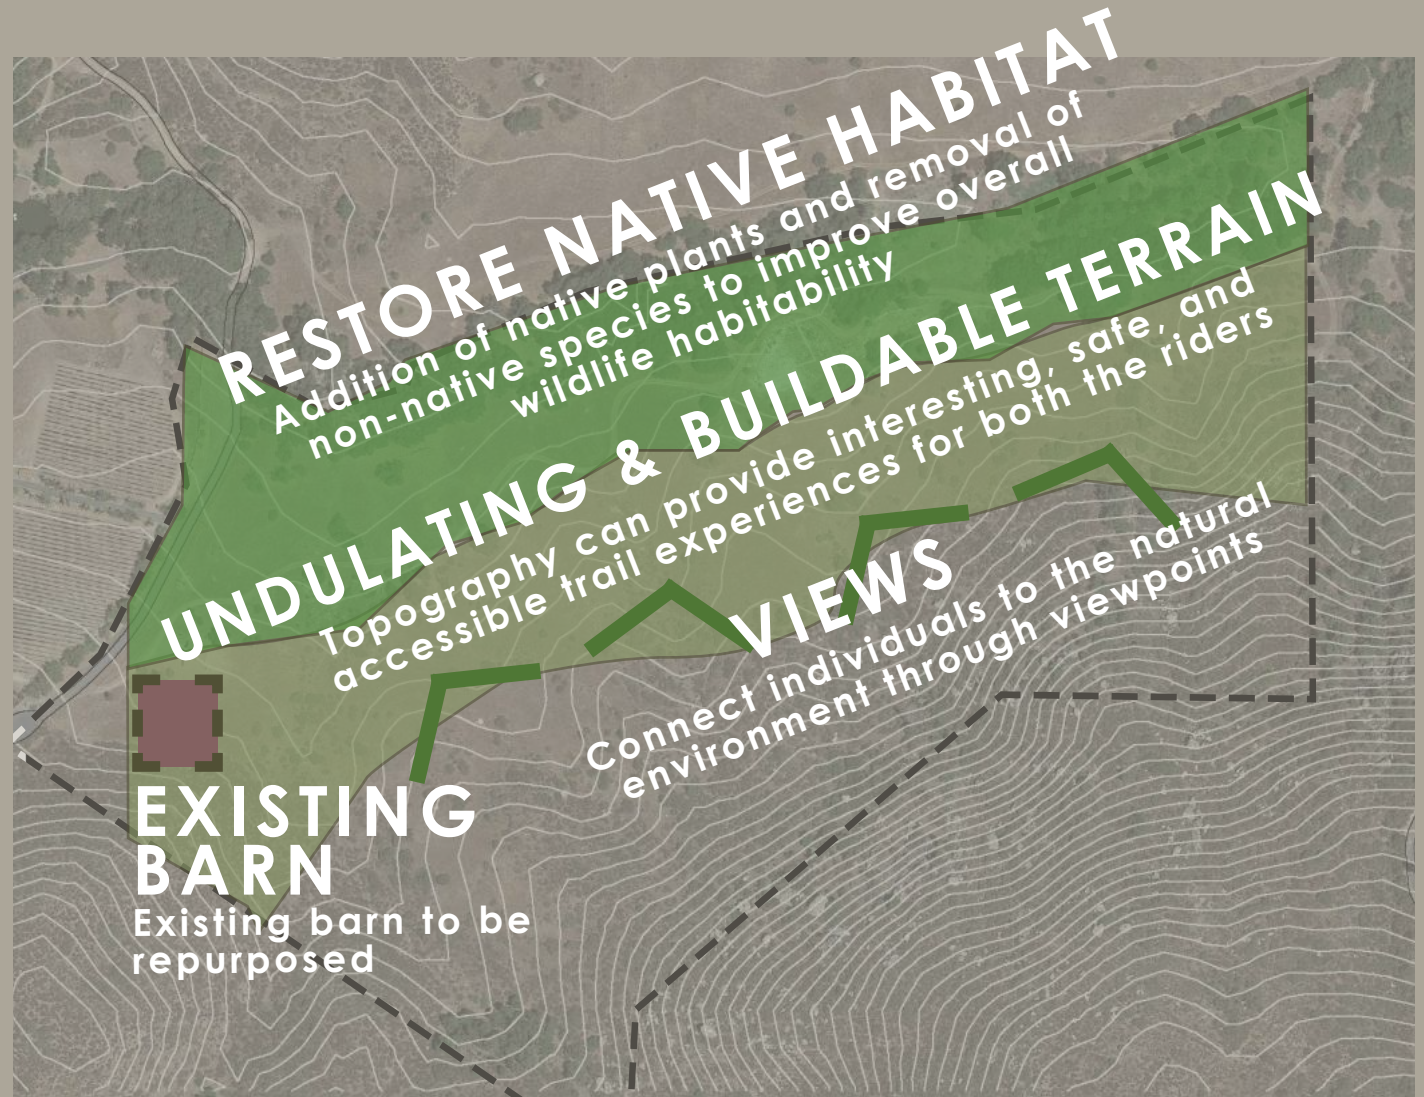 RESTORE NATIVE HABITAT
Addition of native plants and removal of
non-native species to improve overall
wildlife habitability
UNDULATING & BUILDABLE TERRAIN
Topography can provide interesting, safe, and
accessible trail experiences for both the riders
VIEWS
Connect individuals to the natural
environment through viewpoints
EXISTING
BARN
Existing barn to be
repurposed